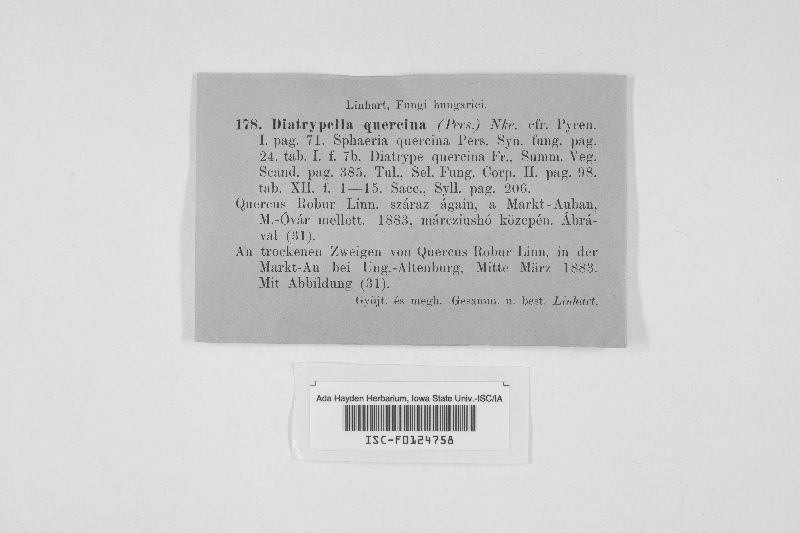 Linhart, Fungi hungarici.
178. Diatrypella quercina (Pers.) Nke. cfr. Pyren.
I. pag. 71. Sphaeria quercina Pers. Syn. fung. pag.
24. tab. I. f. 7b. Diatrype quercina Fr., Summ. Veg.
Scand. pag. 385. Tul., Sel. Fung. Corp. II. pag. 98.
tab. XII. f. 1—15. Sacc., Syll. pag. 206.
Quercus Robur Linn. száraz ágain, a Markt-Auban,
M.-Óvár mellett. 1883, márcziushó közepén. Ábrá-
val (31).
An trockenen Zweigen von Quercus Robur Linn. in der
Markt-Au bei Ung.-Altenburg, Mitte März 1883.
Mit Abbildung (31).
Gyüjt. és megh. Gesamm. u. best. Linhart.
Ada Hayden Herbarium, Iowa State Univ.-ISC/IA
ISC-F0124758